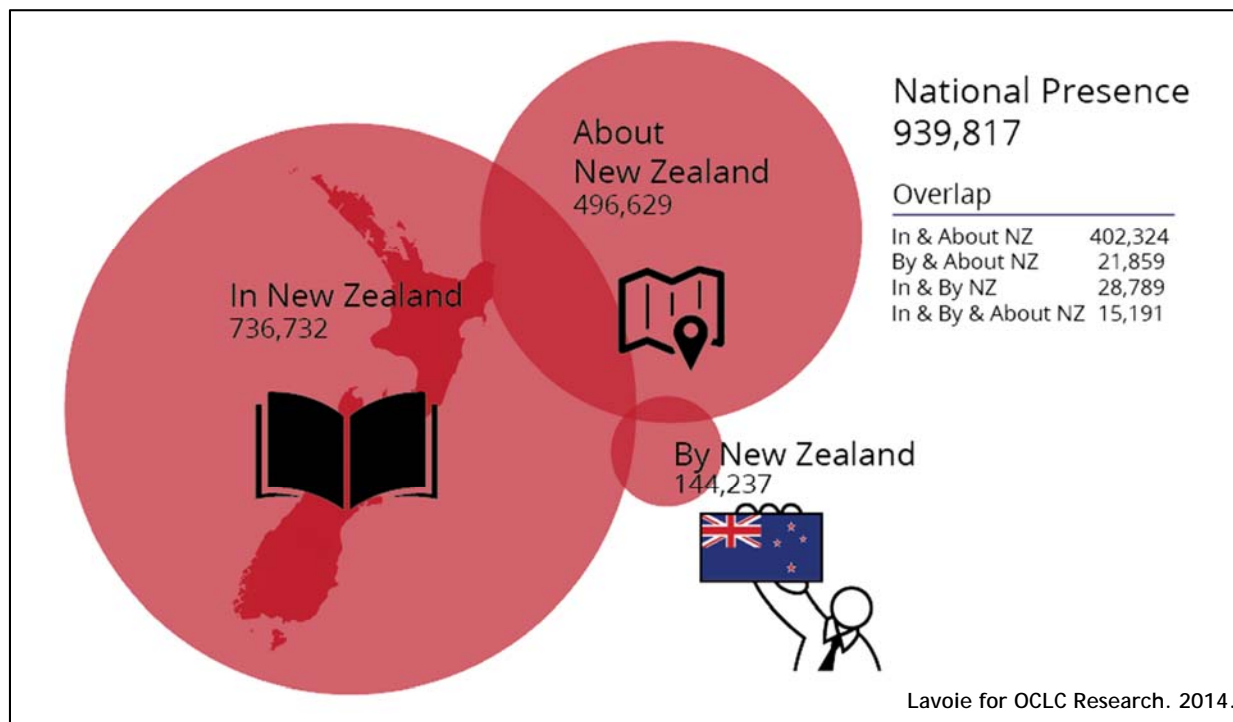 About
New Zealand
496,629
In New Zealand
736,732
By New Zealand
144,237
National Presence
939,817
Overlap
In & About NZ 402,324
By & About NZ 21,859
In & By NZ 28,789
In & By & About NZ 15,191
Lavoie for OCLC Research. 2014.